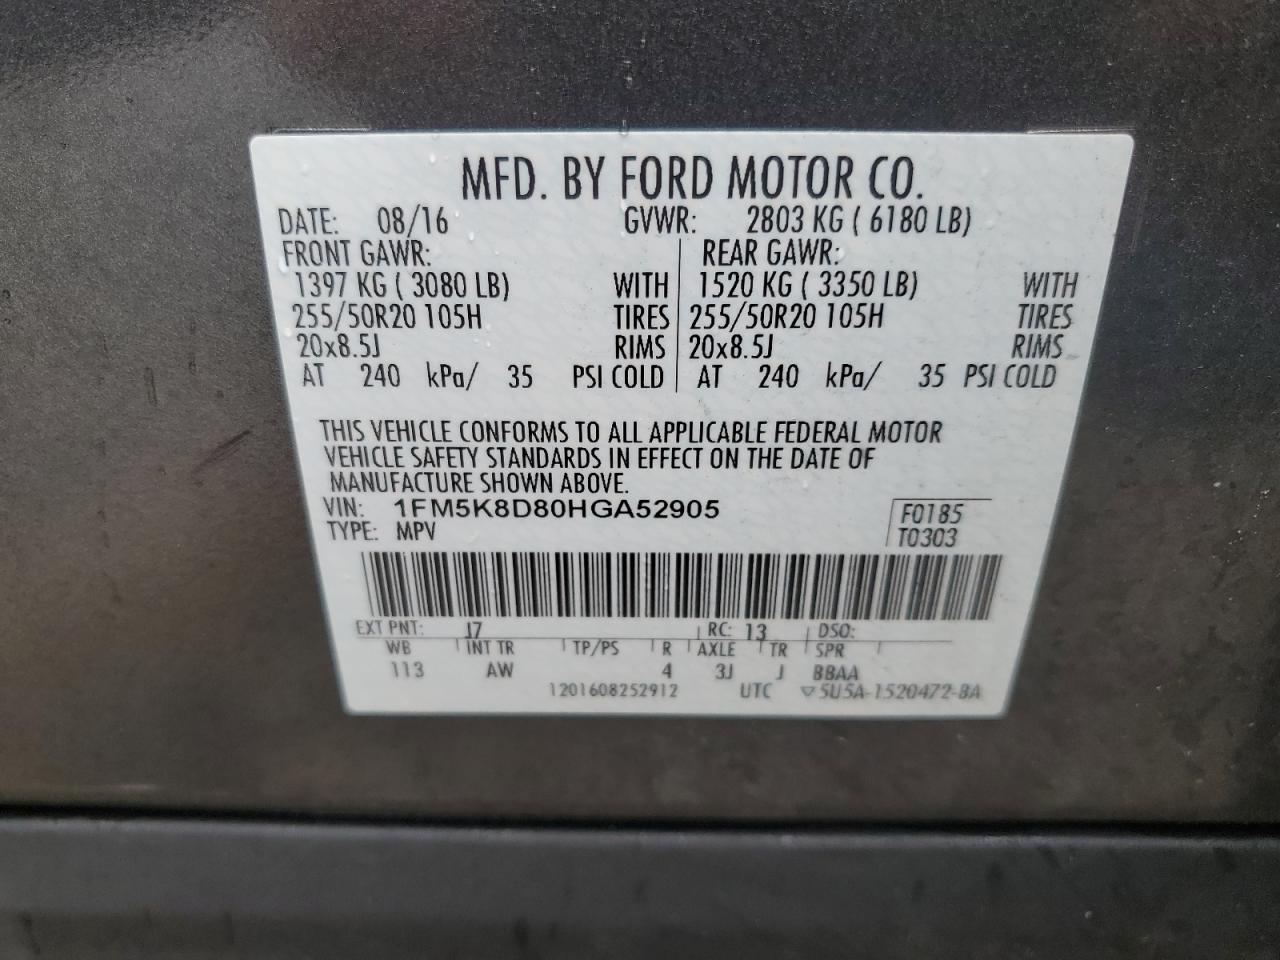 MFD. BY FORD MOTOR CO.
DATE: 08/16 GVWR: 2803 KG ( 6180 LB)
FRONT GAWR: REAR GAWR:
1397 KG ( 3080 LB) WITH 1520 KG ( 3350 LB) WITH
255/50R20 105H TIRES 255/50R20 105H TIRES
20x8.5J RIMS 20x8.5J RIMS
AT 240 kPa/ 35 PSI COLD AT 240 kPa/ 35 PSI COLD
THIS VEHICLE CONFORMS TO ALL APPLICABLE FEDERAL MOTOR
VEHICLE SAFETY STANDARDS IN EFFECT ON THE DATE OF
MANUFACTURE SHOWN ABOVE.
VIN: 1FM5K8D80HGA52905 F0185
TYPE: MPV T0303
EXT PNT: J7 RC: 13 DSO:
WB INT TR TP/PS R AXLE TR SPR
113 AW 4 3J J BBAA
1201608252912 UTC ▽5U5A-1520472-BA